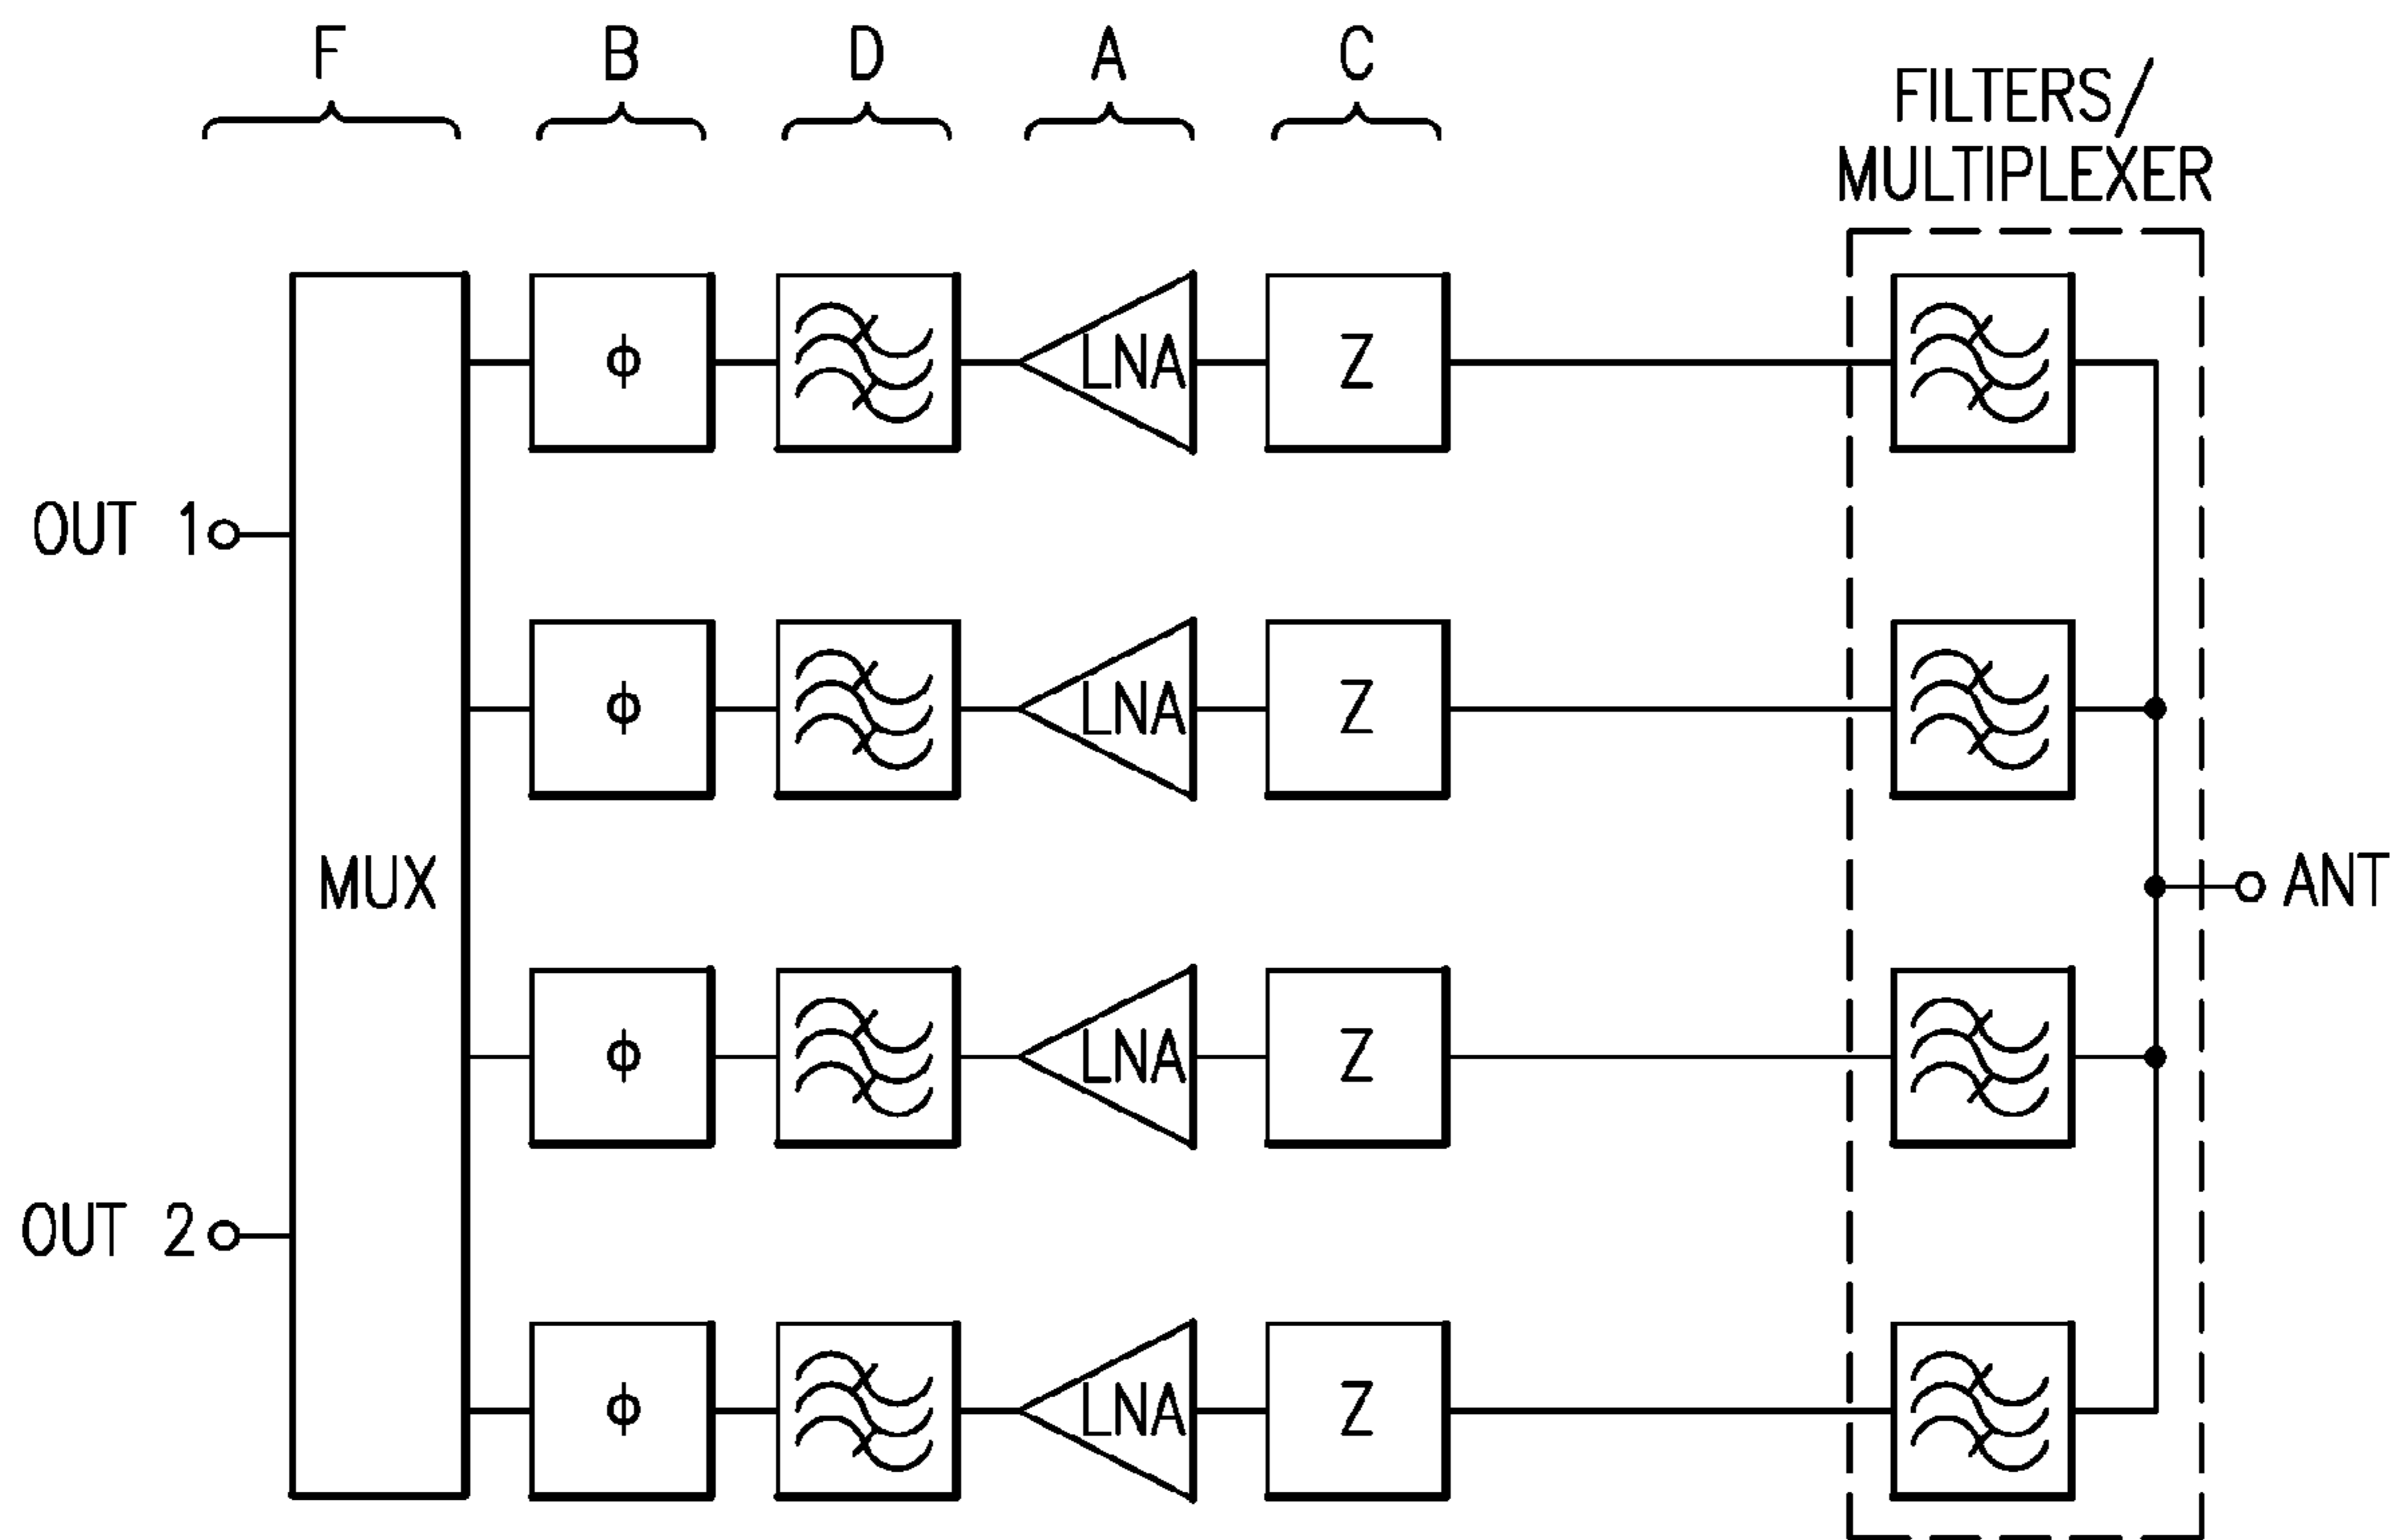 F B D A C
FILTERS/
MULTIPLEXER
ϕ LNA Z
OUT 1
ϕ LNA Z
MUX
ANT
ϕ LNA Z
OUT 2
ϕ LNA Z